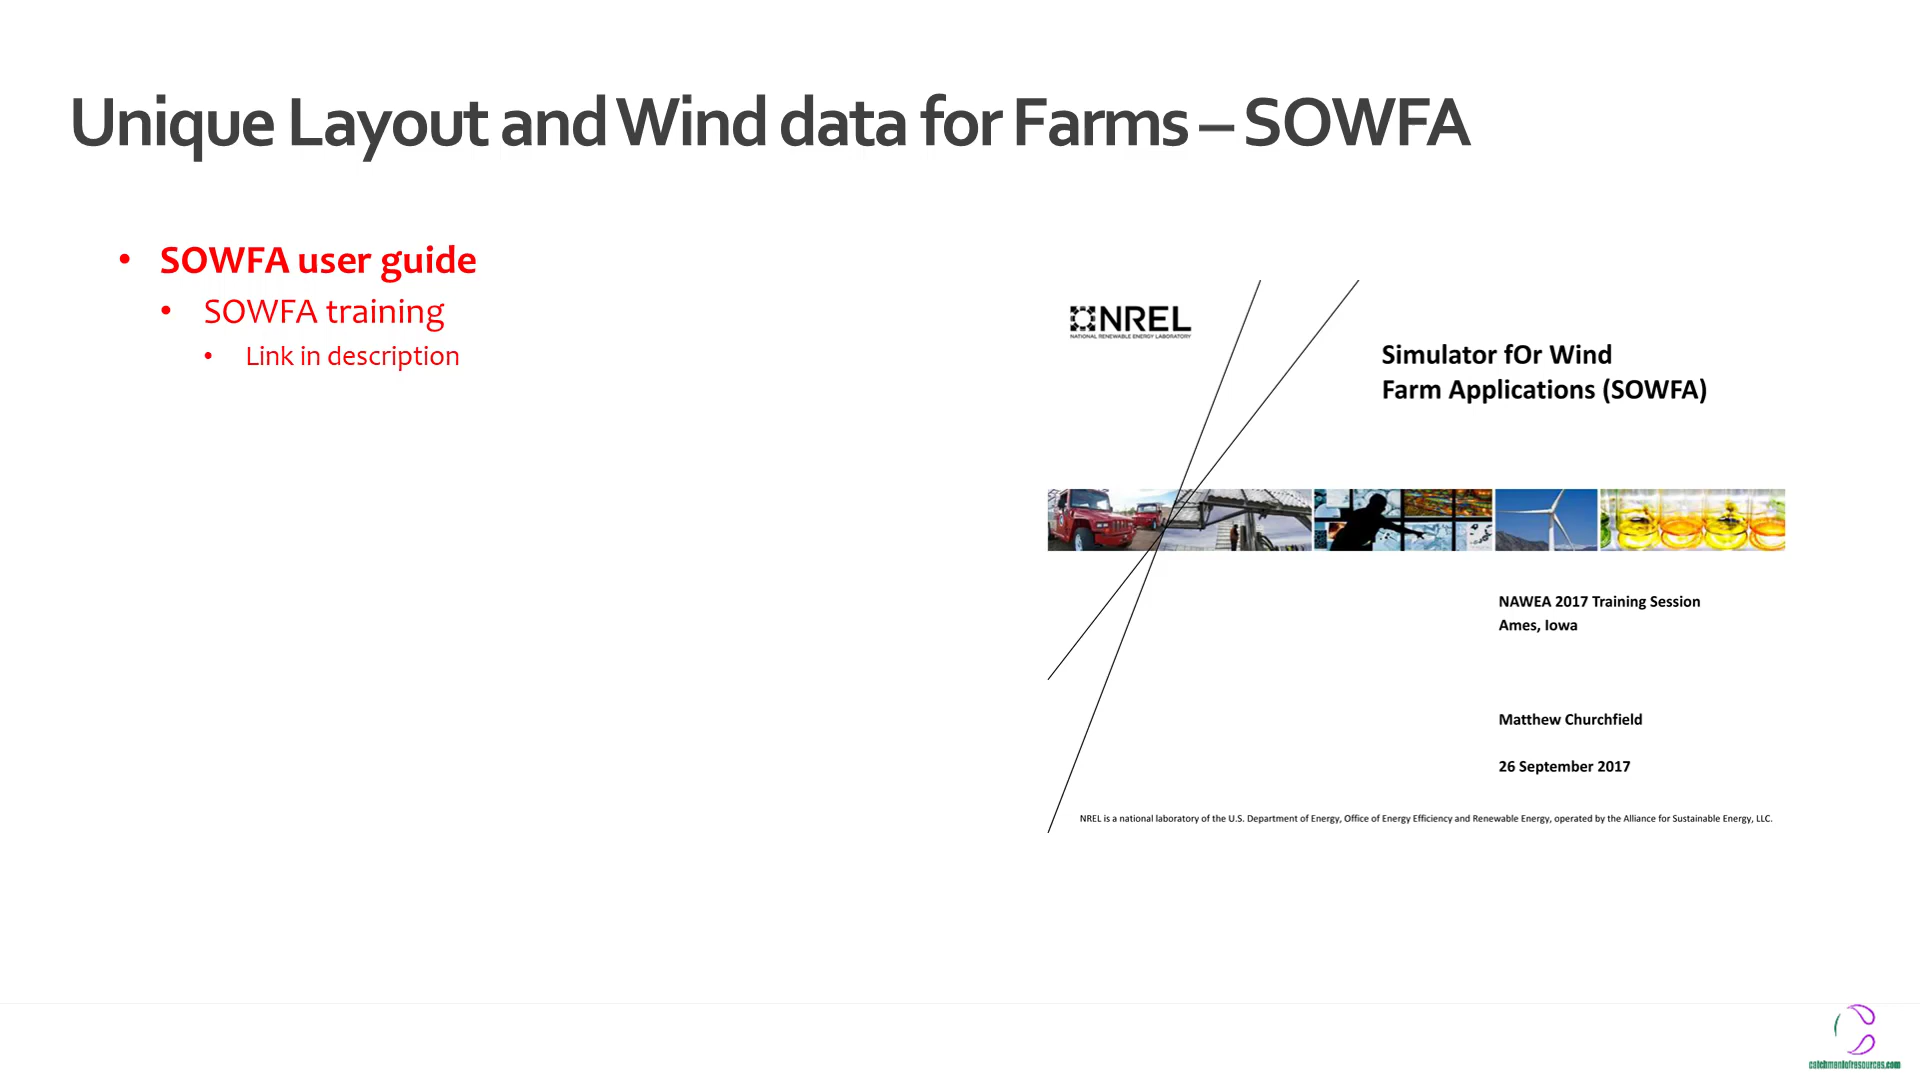 Unique Layout and Wind data for Farms – SOWFA
• SOWFA user guide
• SOWFA training
• Link in description
NREL
NATIONAL RENEWABLE ENERGY LABORATORY
Simulator fOr Wind
Farm Applications (SOWFA)
NAWEA 2017 Training Session
Ames, Iowa
Matthew Churchfield
26 September 2017
NREL is a national laboratory of the U.S. Department of Energy, Office of Energy Efficiency and Renewable Energy, operated by the Alliance for Sustainable Energy, LLC.
catchmentofresources.com